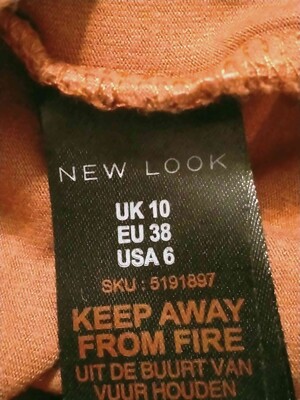 NEW LOOK
UK 10
EU 38
USA 6
SKU : 5191897
KEEP AWAY
FROM FIRE
UIT DE BUURT VAN
VUUR HOUDEN